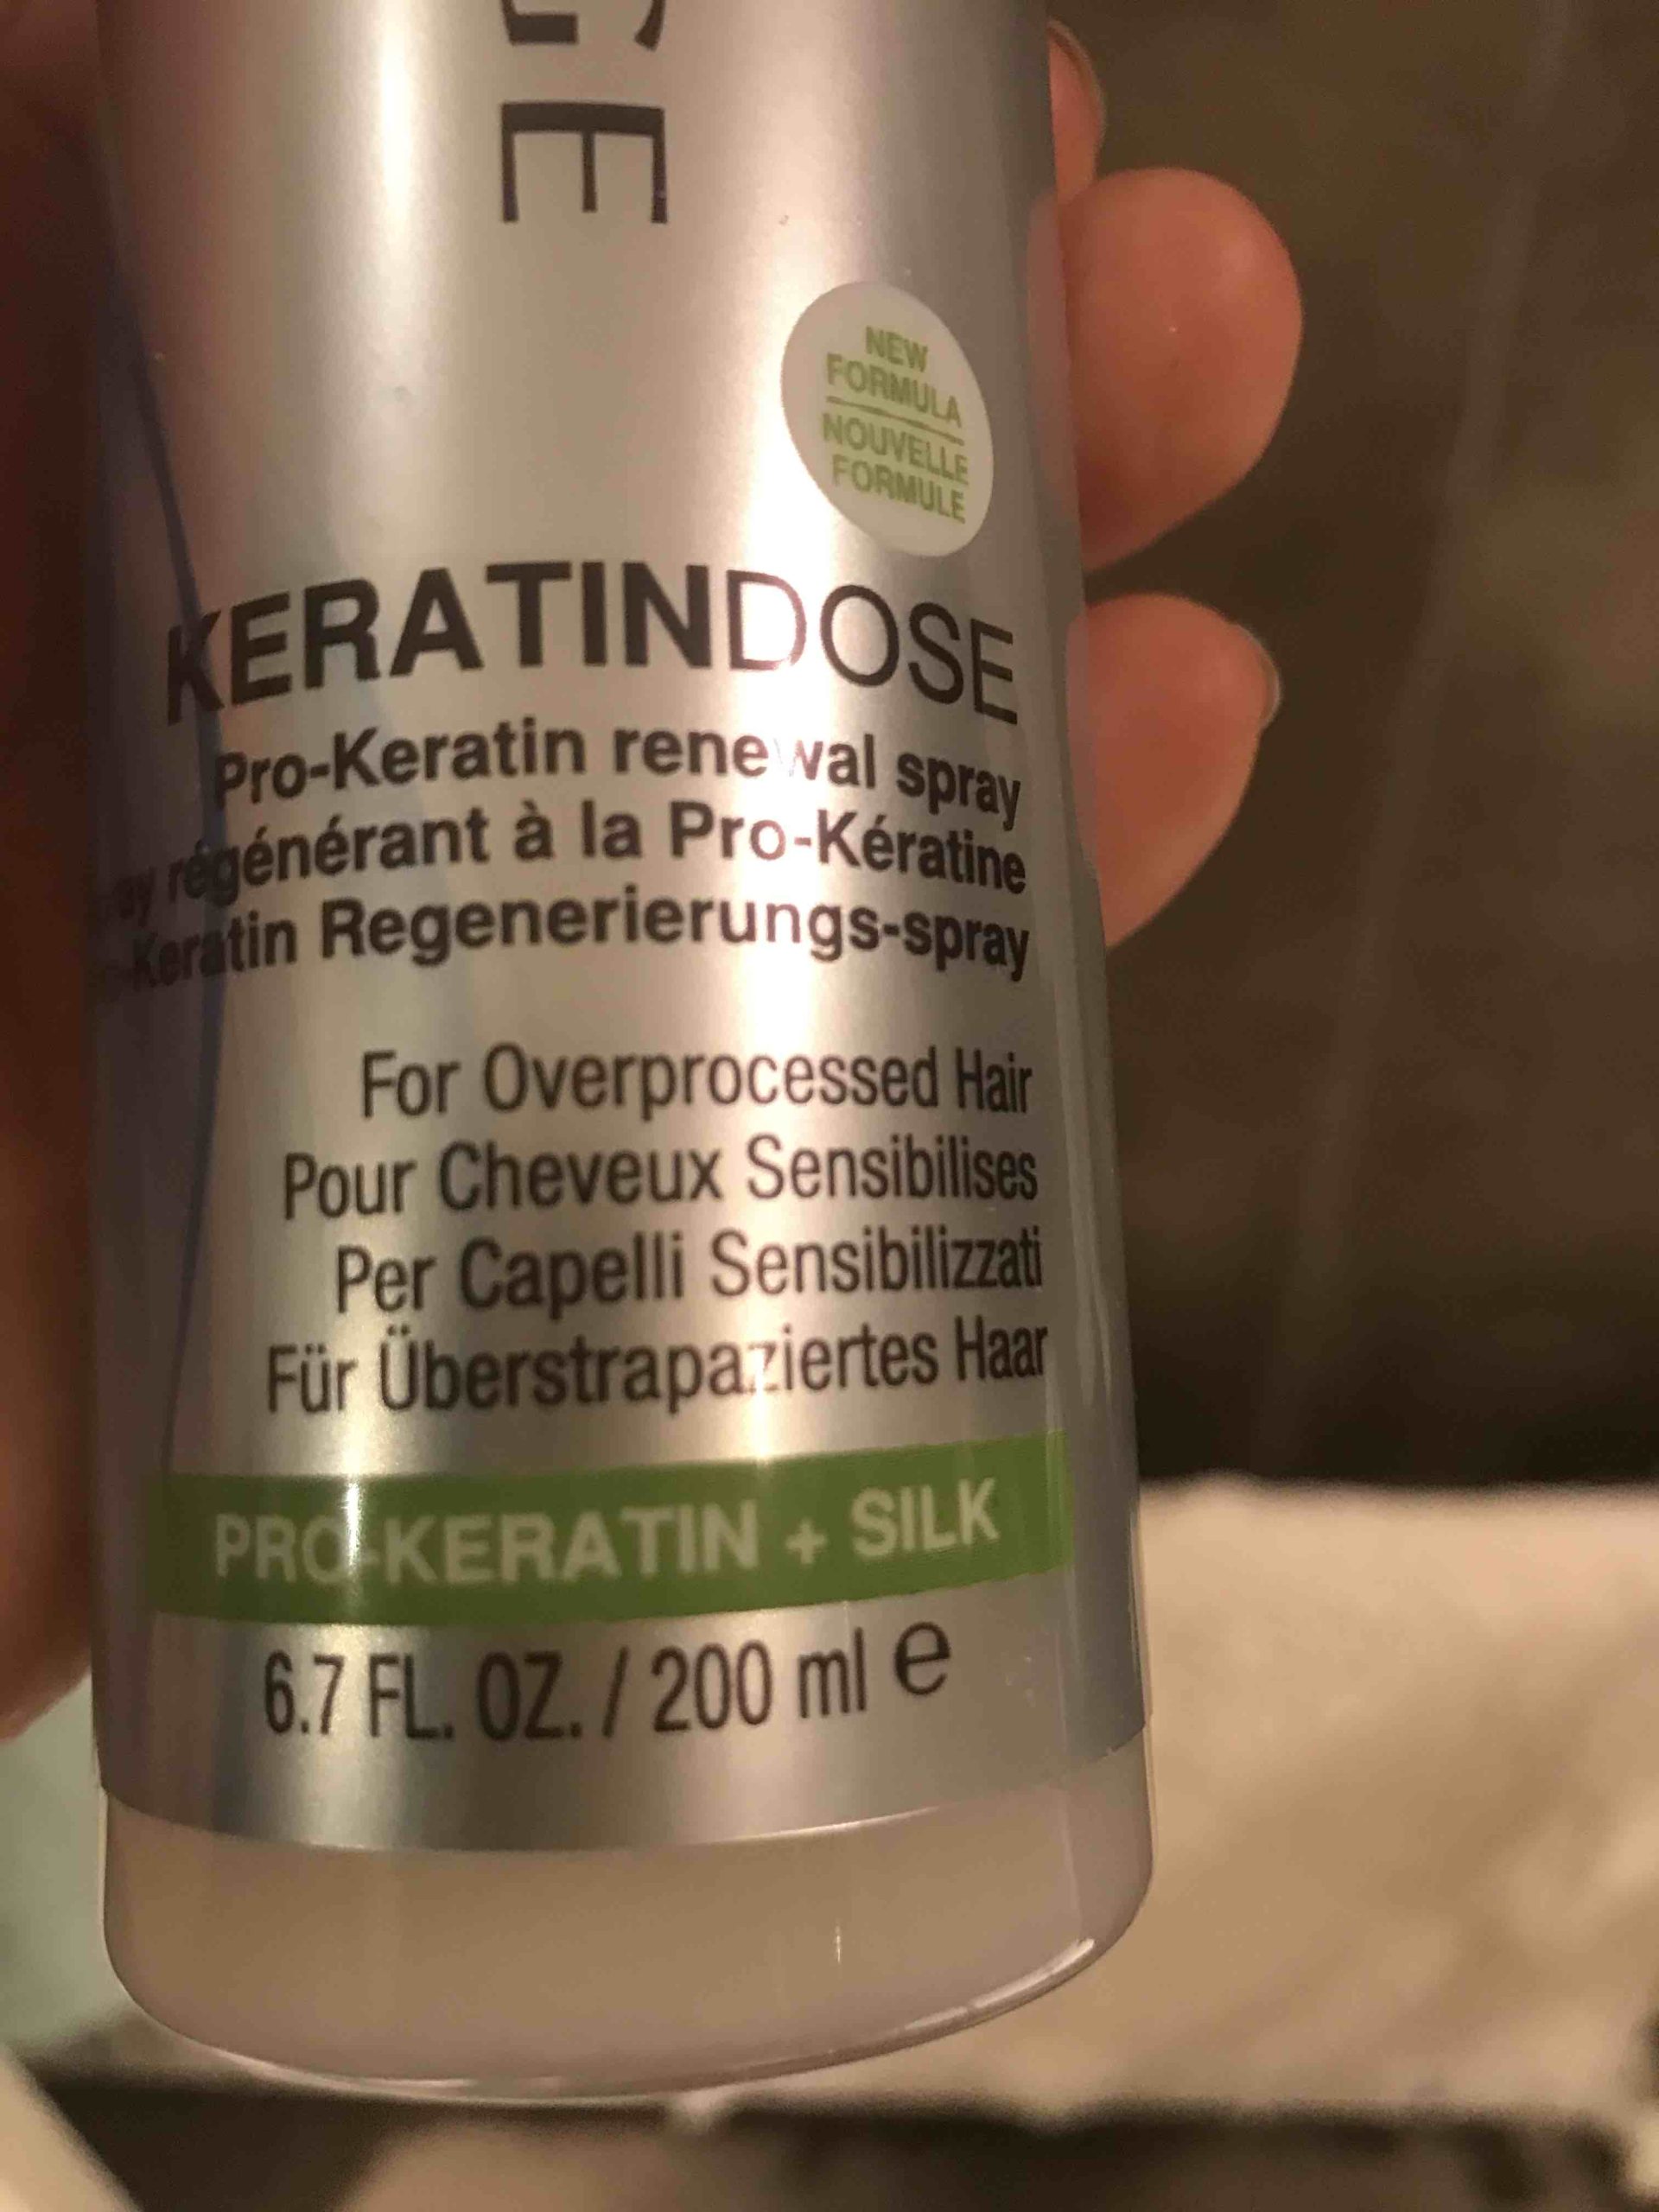 CE
NEW
FORMULA
NOUVELLE
FORMULE
KERATINDOSE
Pro-Keratin renewal spray
régénérant à la Pro-Kératine
Keratin Regenerierungs-spray
For Overprocessed Hair
Pour Cheveux Sensibilises
Per Capelli Sensibilizzati
Für Überstrapaziertes Haar
PRO-KERATIN + SILK
6.7 FL. OZ. / 200 ml e